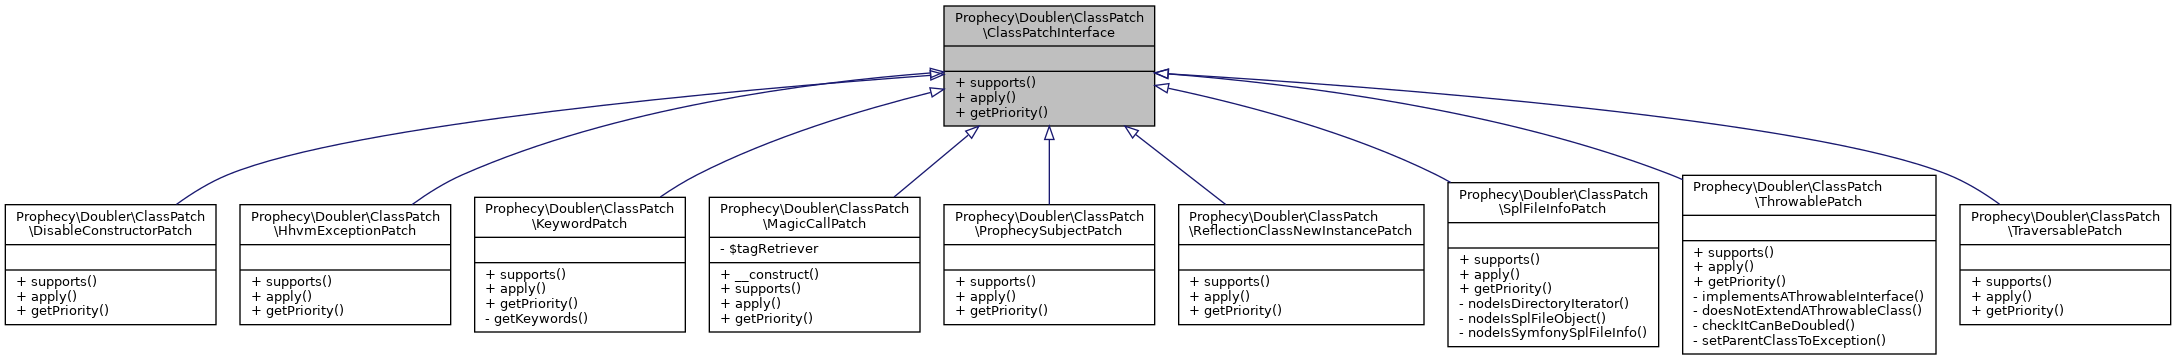 Prophecy\Doubler\ClassPatch
\ClassPatchInterface
+ supports()
+ apply()
+ getPriority()
Prophecy\Doubler\ClassPatch
\DisableConstructorPatch
+ supports()
+ apply()
+ getPriority()
Prophecy\Doubler\ClassPatch
\HhvmExceptionPatch
+ supports()
+ apply()
+ getPriority()
Prophecy\Doubler\ClassPatch
\KeywordPatch
+ supports()
+ apply()
+ getPriority()
- getKeywords()
Prophecy\Doubler\ClassPatch
\MagicCallPatch
- $tagRetriever
+ __construct()
+ supports()
+ apply()
+ getPriority()
Prophecy\Doubler\ClassPatch
\ProphecySubjectPatch
+ supports()
+ apply()
+ getPriority()
Prophecy\Doubler\ClassPatch
\ReflectionClassNewInstancePatch
+ supports()
+ apply()
+ getPriority()
Prophecy\Doubler\ClassPatch
\SplFileInfoPatch
+ supports()
+ apply()
+ getPriority()
- nodeIsDirectoryIterator()
- nodeIsSplFileObject()
- nodeIsSymfonySplFileInfo()
Prophecy\Doubler\ClassPatch
\ThrowablePatch
+ supports()
+ apply()
+ getPriority()
- implementsAThrowableInterface()
- doesNotExtendAThrowableClass()
- checkItCanBeDoubled()
- setParentClassToException()
Prophecy\Doubler\ClassPatch
\TraversablePatch
+ supports()
+ apply()
+ getPriority()